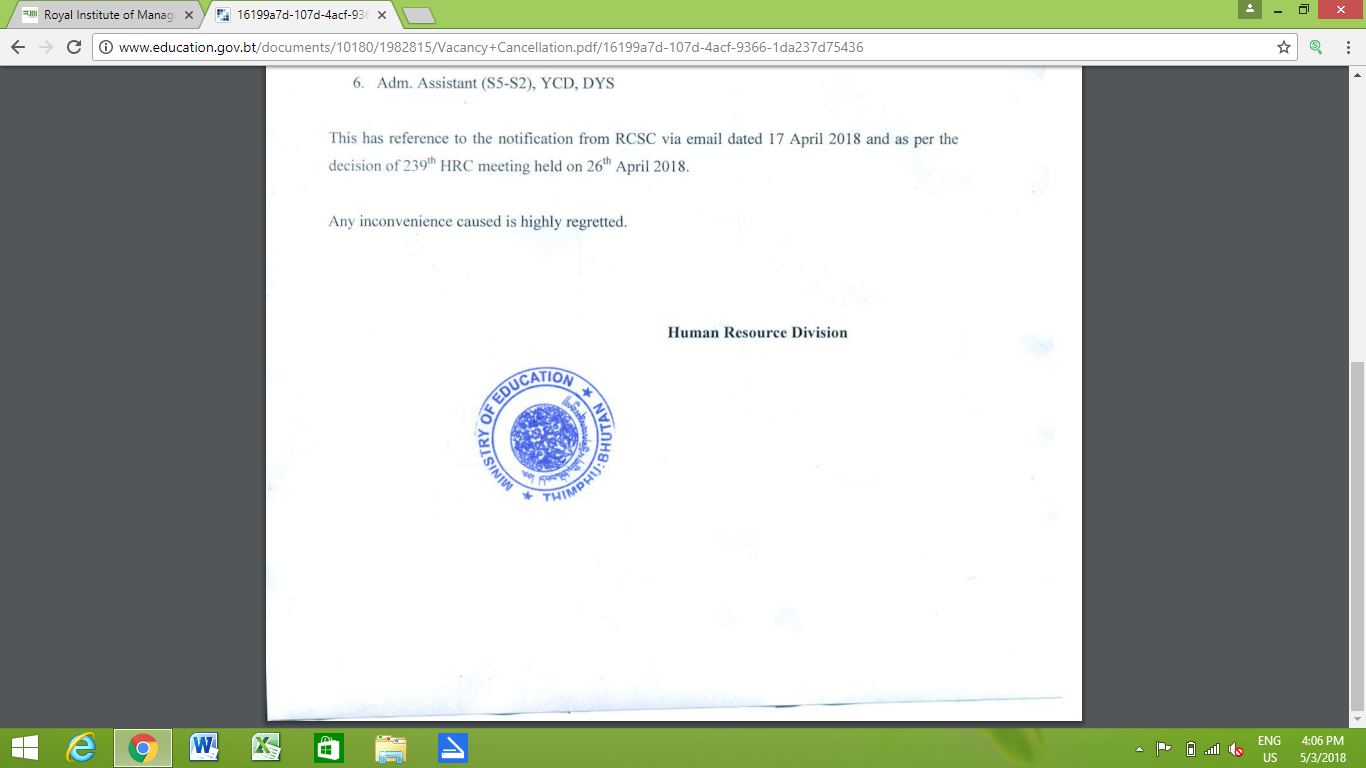 Royal Institute of Manag
16199a7d-107d-4acf-936
www.education.gov.bt/documents/10180/1982815/Vacancy+Cancellation.pdf/16199a7d-107d-4acf-9366-1da237d75436
6. Adm. Assistant (S5-S2), YCD, DYS
This has reference to the notification from RCSC via email dated 17 April 2018 and as per the
decision of 239th HRC meeting held on 26th April 2018.
Any inconvenience caused is highly regretted.
Human Resource Division
MINISTRY OF EDUCATION
THIMPHU:BHUTAN
ENG
US
4:06 PM
5/3/2018